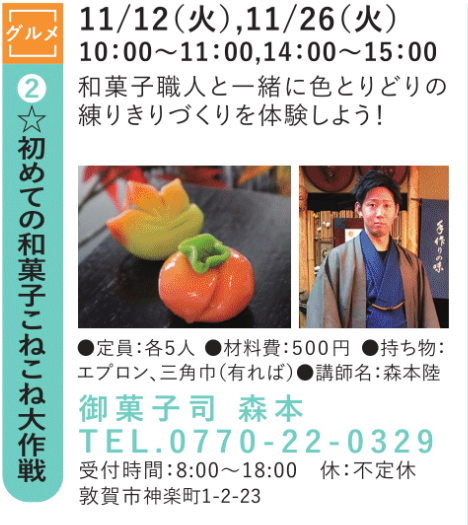 グルメ
❷☆初めての和菓子こねこね大作戦
11/12(火),11/26(火)
10:00～11:00,14:00～15:00
和菓子職人と一緒に色とりどりの
練りきりづくりを体験しよう!
手作りの味
●定員:各5人 ●材料費:500円 ●持ち物:
エプロン、三角巾(有れば)●講師名:森本陸
御菓子司 森本
TEL.0770-22-0329
受付時間:8:00～18:00 休:不定休
敦賀市神楽町1-2-23